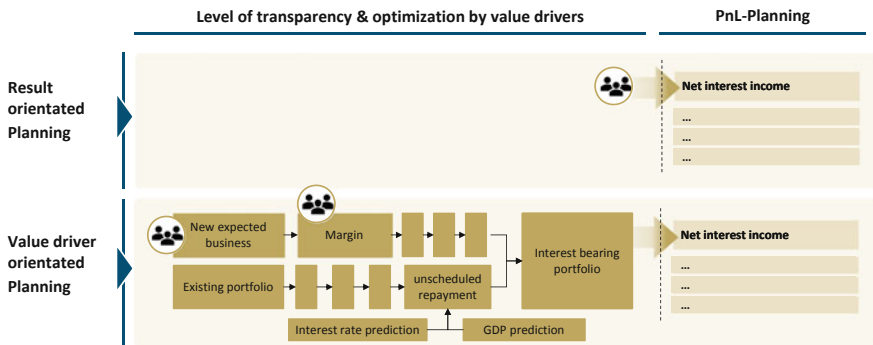 Level of transparency & optimization by value drivers
PnL-Planning
Result
orientated
Planning
Net interest income
...
...
...
Value driver
orientated
Planning
New expected
business
Margin
Interest bearing
portfolio
Existing portfolio
unscheduled
repayment
Interest rate prediction
GDP prediction
Net interest income
...
...
...